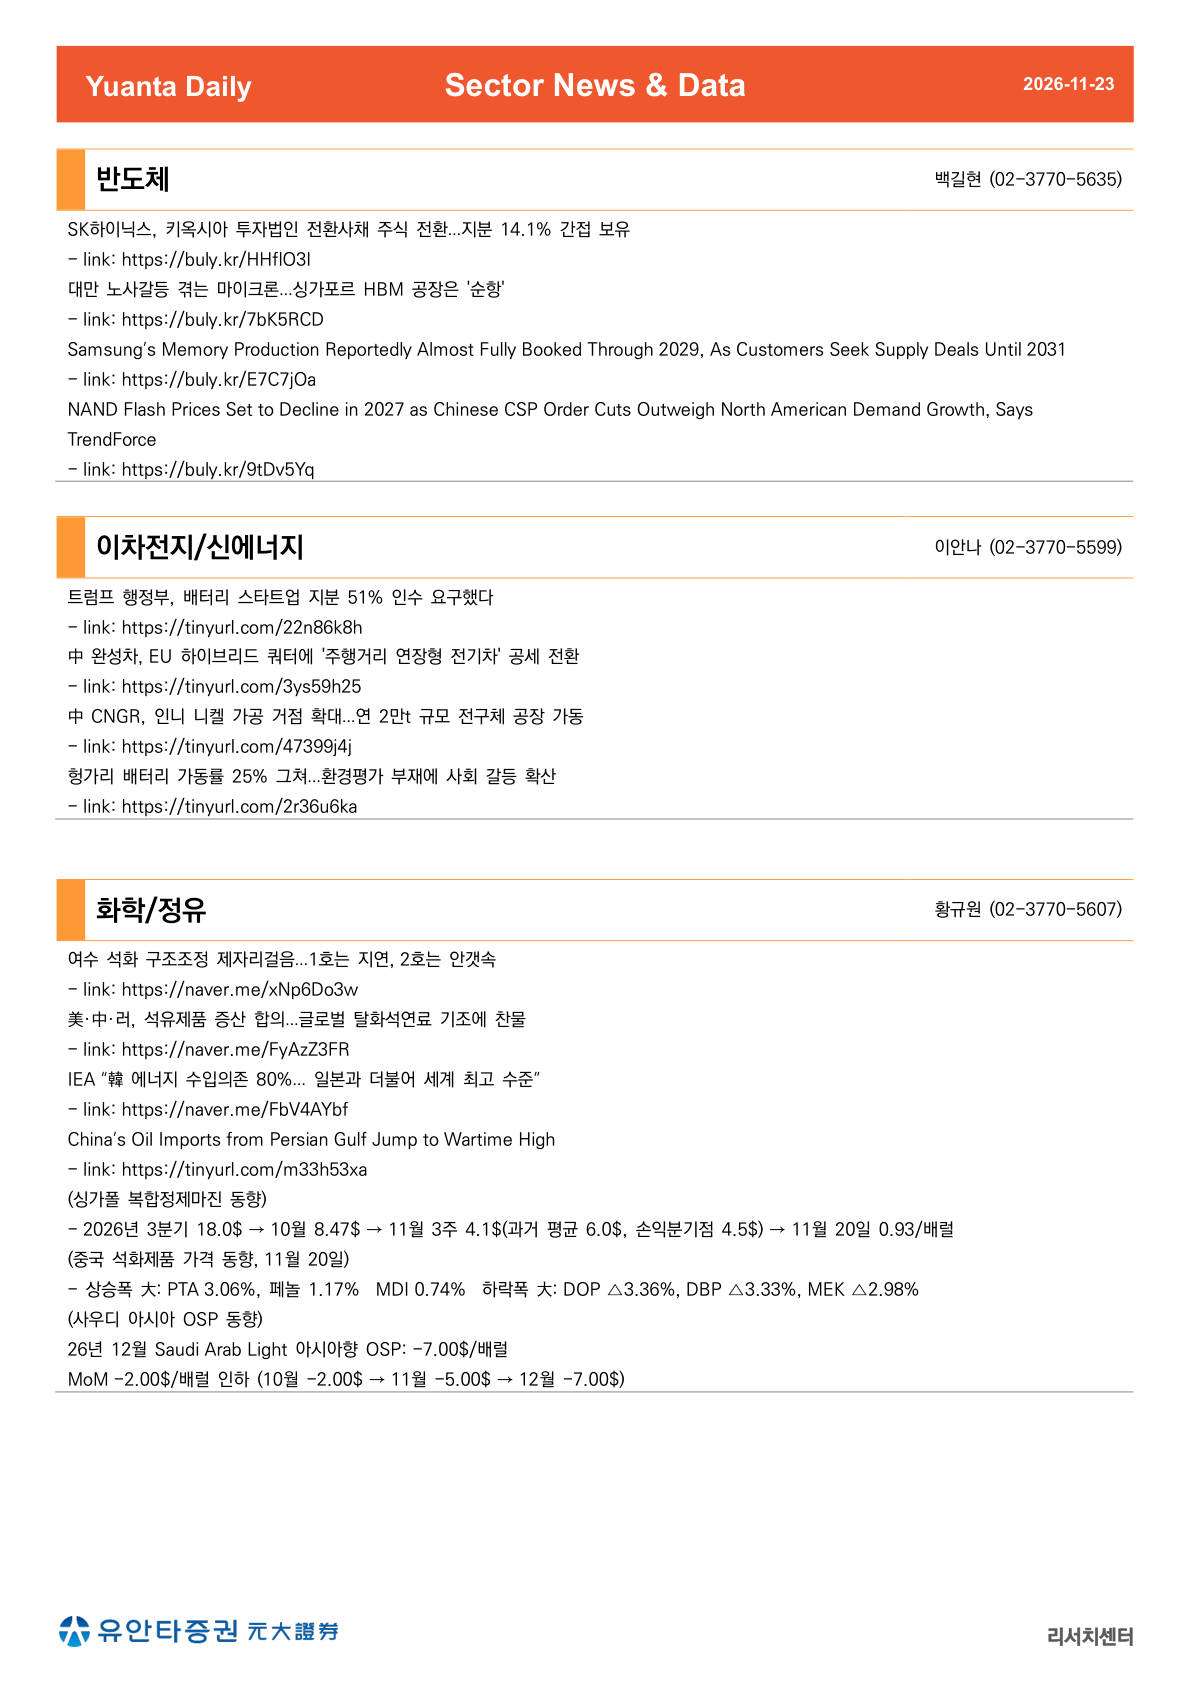 Yuanta Daily
Sector News & Data
2026-11-23
반도체
백길현 (02-3770-5635)
SK하이닉스, 키옥시아 투자법인 전환사채 주식 전환...지분 14.1% 간접 보유
- link: https://buly.kr/HHflO3I
대만 노사갈등 겪는 마이크론...싱가포르 HBM 공장은 '순항'
- link: https://buly.kr/7bK5RCD
Samsung's Memory Production Reportedly Almost Fully Booked Through 2029, As Customers Seek Supply Deals Until 2031
- link: https://buly.kr/E7C7jOa
NAND Flash Prices Set to Decline in 2027 as Chinese CSP Order Cuts Outweigh North American Demand Growth, Says
TrendForce
- link: https://buly.kr/9tDv5Yq
이차전지/신에너지
이안나 (02-3770-5599)
트럼프 행정부, 배터리 스타트업 지분 51% 인수 요구했다
- link: https://tinyurl.com/22n86k8h
中 완성차, EU 하이브리드 쿼터에 '주행거리 연장형 전기차' 공세 전환
- link: https://tinyurl.com/3ys59h25
中 CNGR, 인니 니켈 가공 거점 확대...연 2만t 규모 전구체 공장 가동
- link: https://tinyurl.com/47399j4j
헝가리 배터리 가동률 25% 그쳐...환경평가 부재에 사회 갈등 확산
- link: https://tinyurl.com/2r36u6ka
화학/정유
황규원 (02-3770-5607)
여수 석화 구조조정 제자리걸음...1호는 지연, 2호는 안갯속
- link: https://naver.me/xNp6Do3w
美·中·러, 석유제품 증산 합의...글로벌 탈화석연료 기조에 찬물
- link: https://naver.me/FyAzZ3FR
IEA “韓 에너지 수입의존 80%... 일본과 더불어 세계 최고 수준”
- link: https://naver.me/FbV4AYbf
China's Oil Imports from Persian Gulf Jump to Wartime High
- link: https://tinyurl.com/m33h53xa
(싱가폴 복합정제마진 동향)
- 2026년 3분기 18.0$ → 10월 8.47$ → 11월 3주 4.1$(과거 평균 6.0$, 손익분기점 4.5$) → 11월 20일 0.93/배럴
(중국 석화제품 가격 동향, 11월 20일)
- 상승폭 大: PTA 3.06%, 페놀 1.17% MDI 0.74% 하락폭 大: DOP △3.36%, DBP △3.33%, MEK △2.98%
(사우디 아시아 OSP 동향)
26년 12월 Saudi Arab Light 아시아향 OSP: -7.00$/배럴
MoM -2.00$/배럴 인하 (10월 -2.00$ → 11월 -5.00$ → 12월 -7.00$)
유안타증권 元大證券
리서치센터